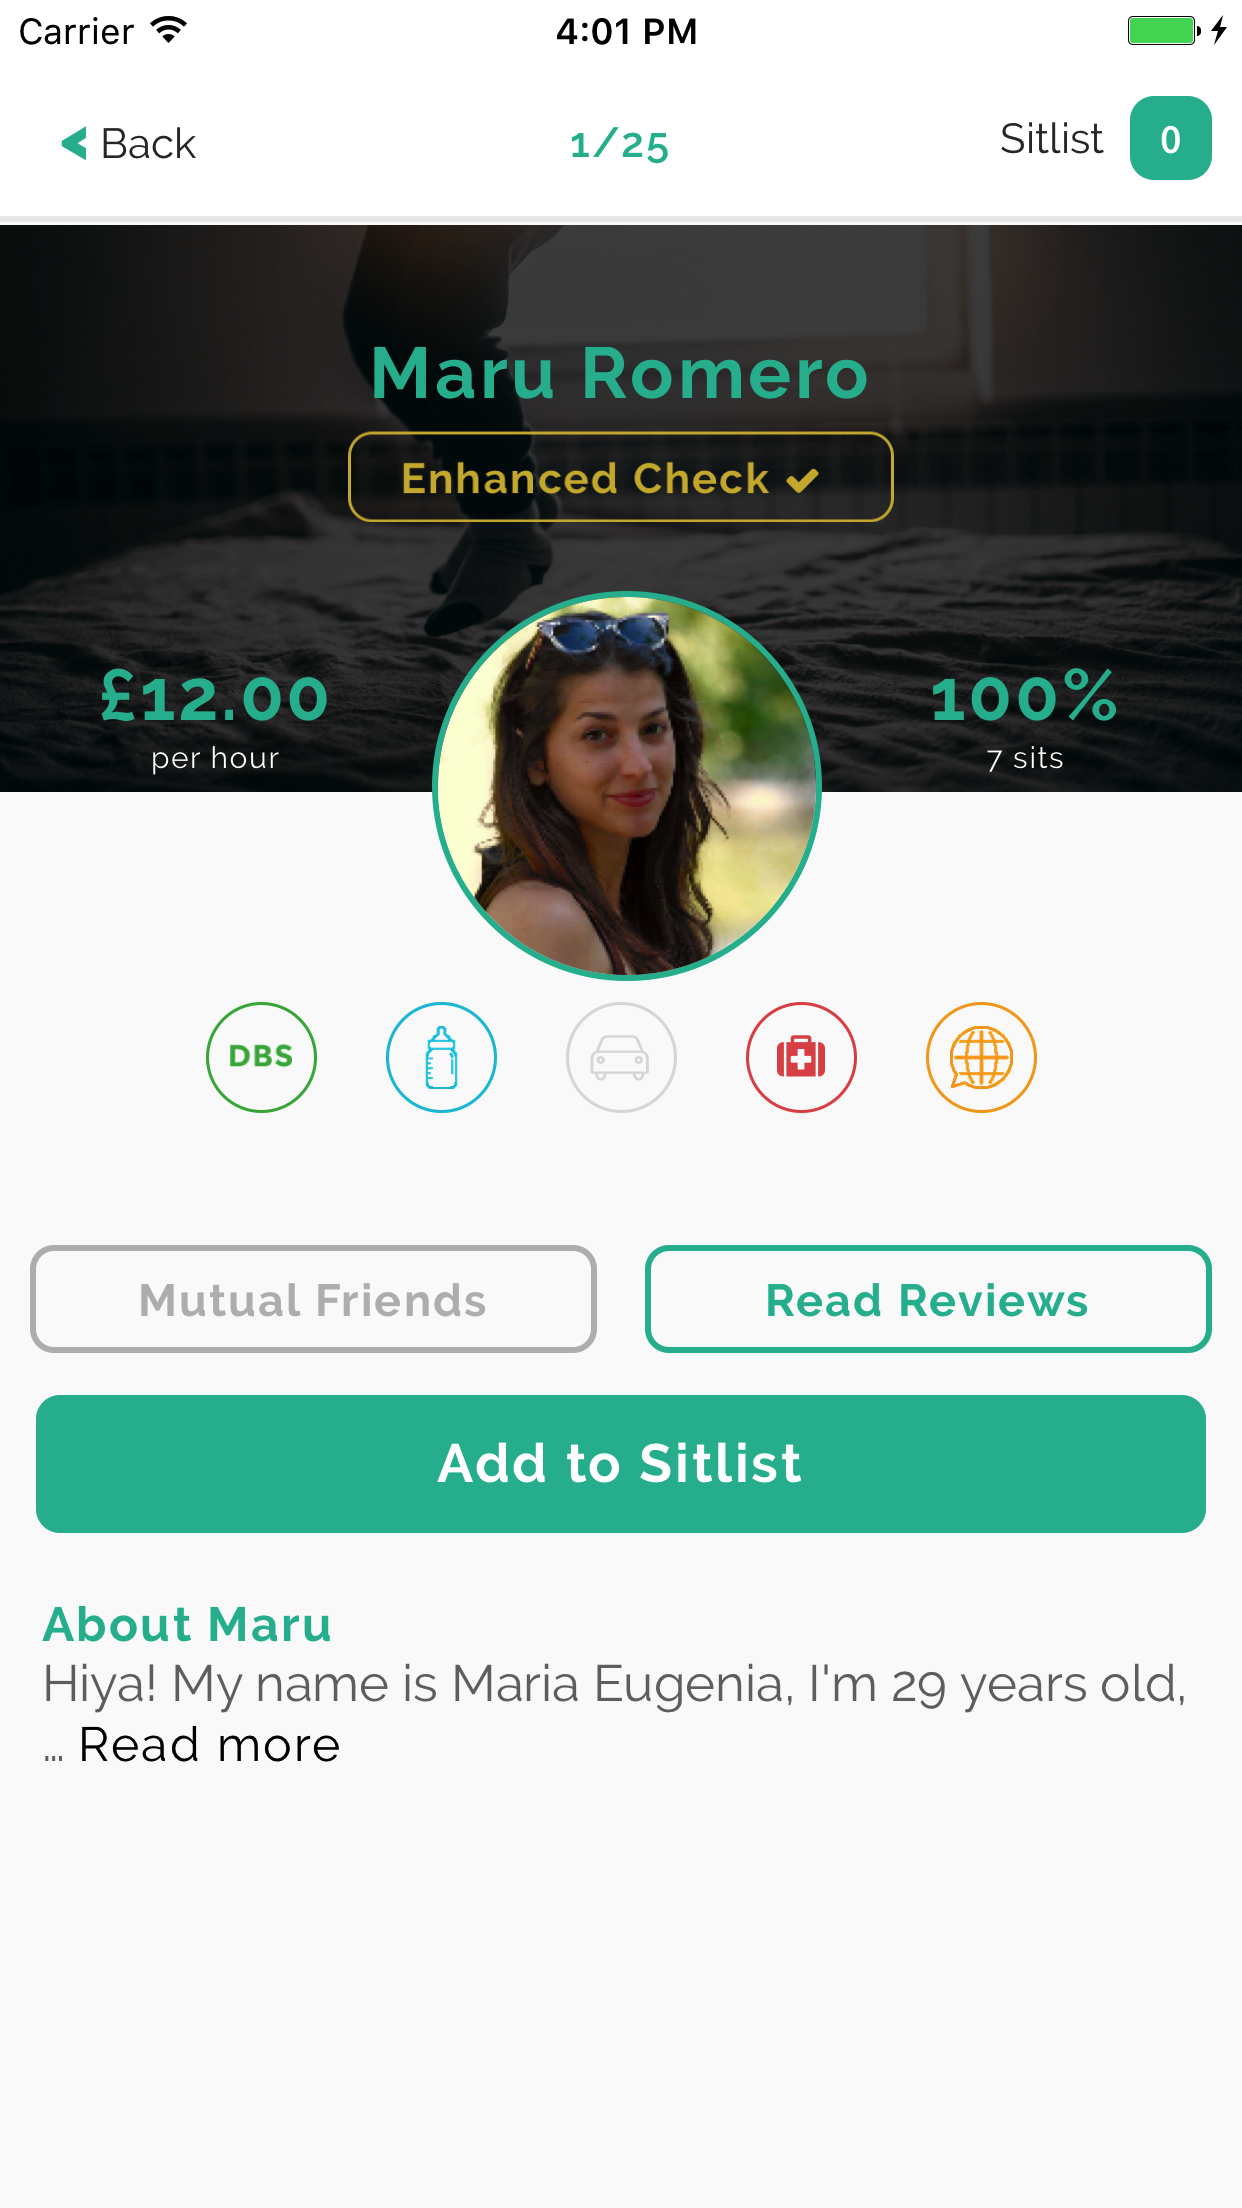 Carrier 4:01 PM
Back 1/25 Sitlist 0
Maru Romero
Enhanced Check
£12.00 100%
per hour 7 sits
DBS
Mutual Friends Read Reviews
Add to Sitlist
About Maru
Hiya! My name is Maria Eugenia, I'm 29 years old,
... Read more